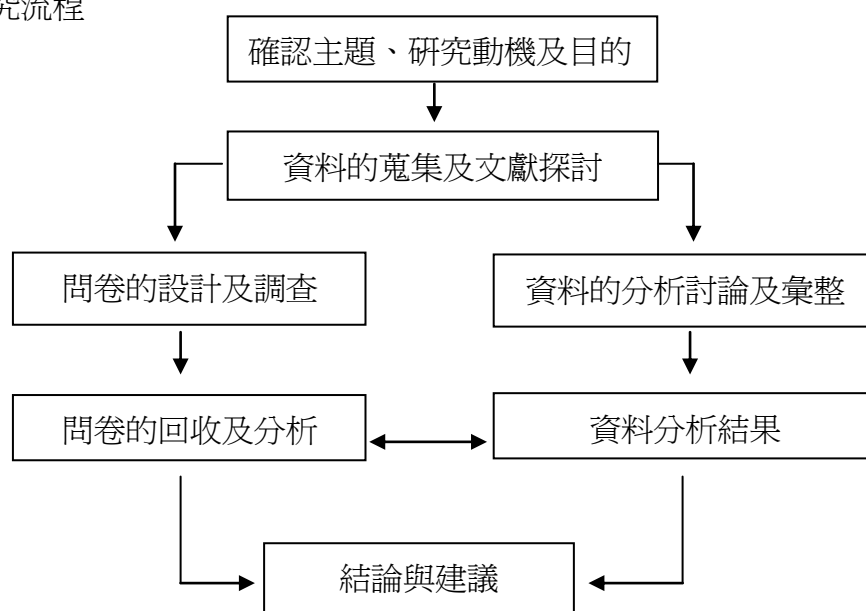 究流程
確認主題、研究動機及目的
資料的蒐集及文獻探討
問卷的設計及調查
資料的分析討論及彙整
問卷的回收及分析
資料分析結果
結論與建議